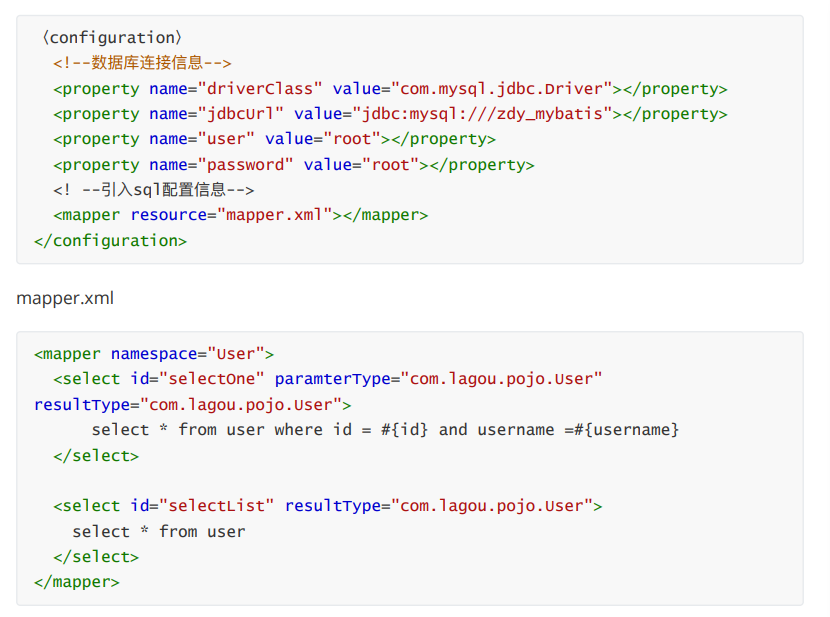 〈configuration〉
<!--数据库连接信息-->
<property name="driverClass" value="com.mysql.jdbc.Driver"></property>
<property name="jdbcUrl" value="jdbc:mysql:///zdy_mybatis"></property>
<property name="user" value="root"></property>
<property name="password" value="root"></property>
<! --引入sql配置信息-->
<mapper resource="mapper.xml"></mapper>
</configuration>
mapper.xml
<mapper namespace="User">
<select id="selectOne" paramterType="com.lagou.pojo.User"
resultType="com.lagou.pojo.User">
select * from user where id = #{id} and username =#{username}
</select>
<select id="selectList" resultType="com.lagou.pojo.User">
select * from user
</select>
</mapper>